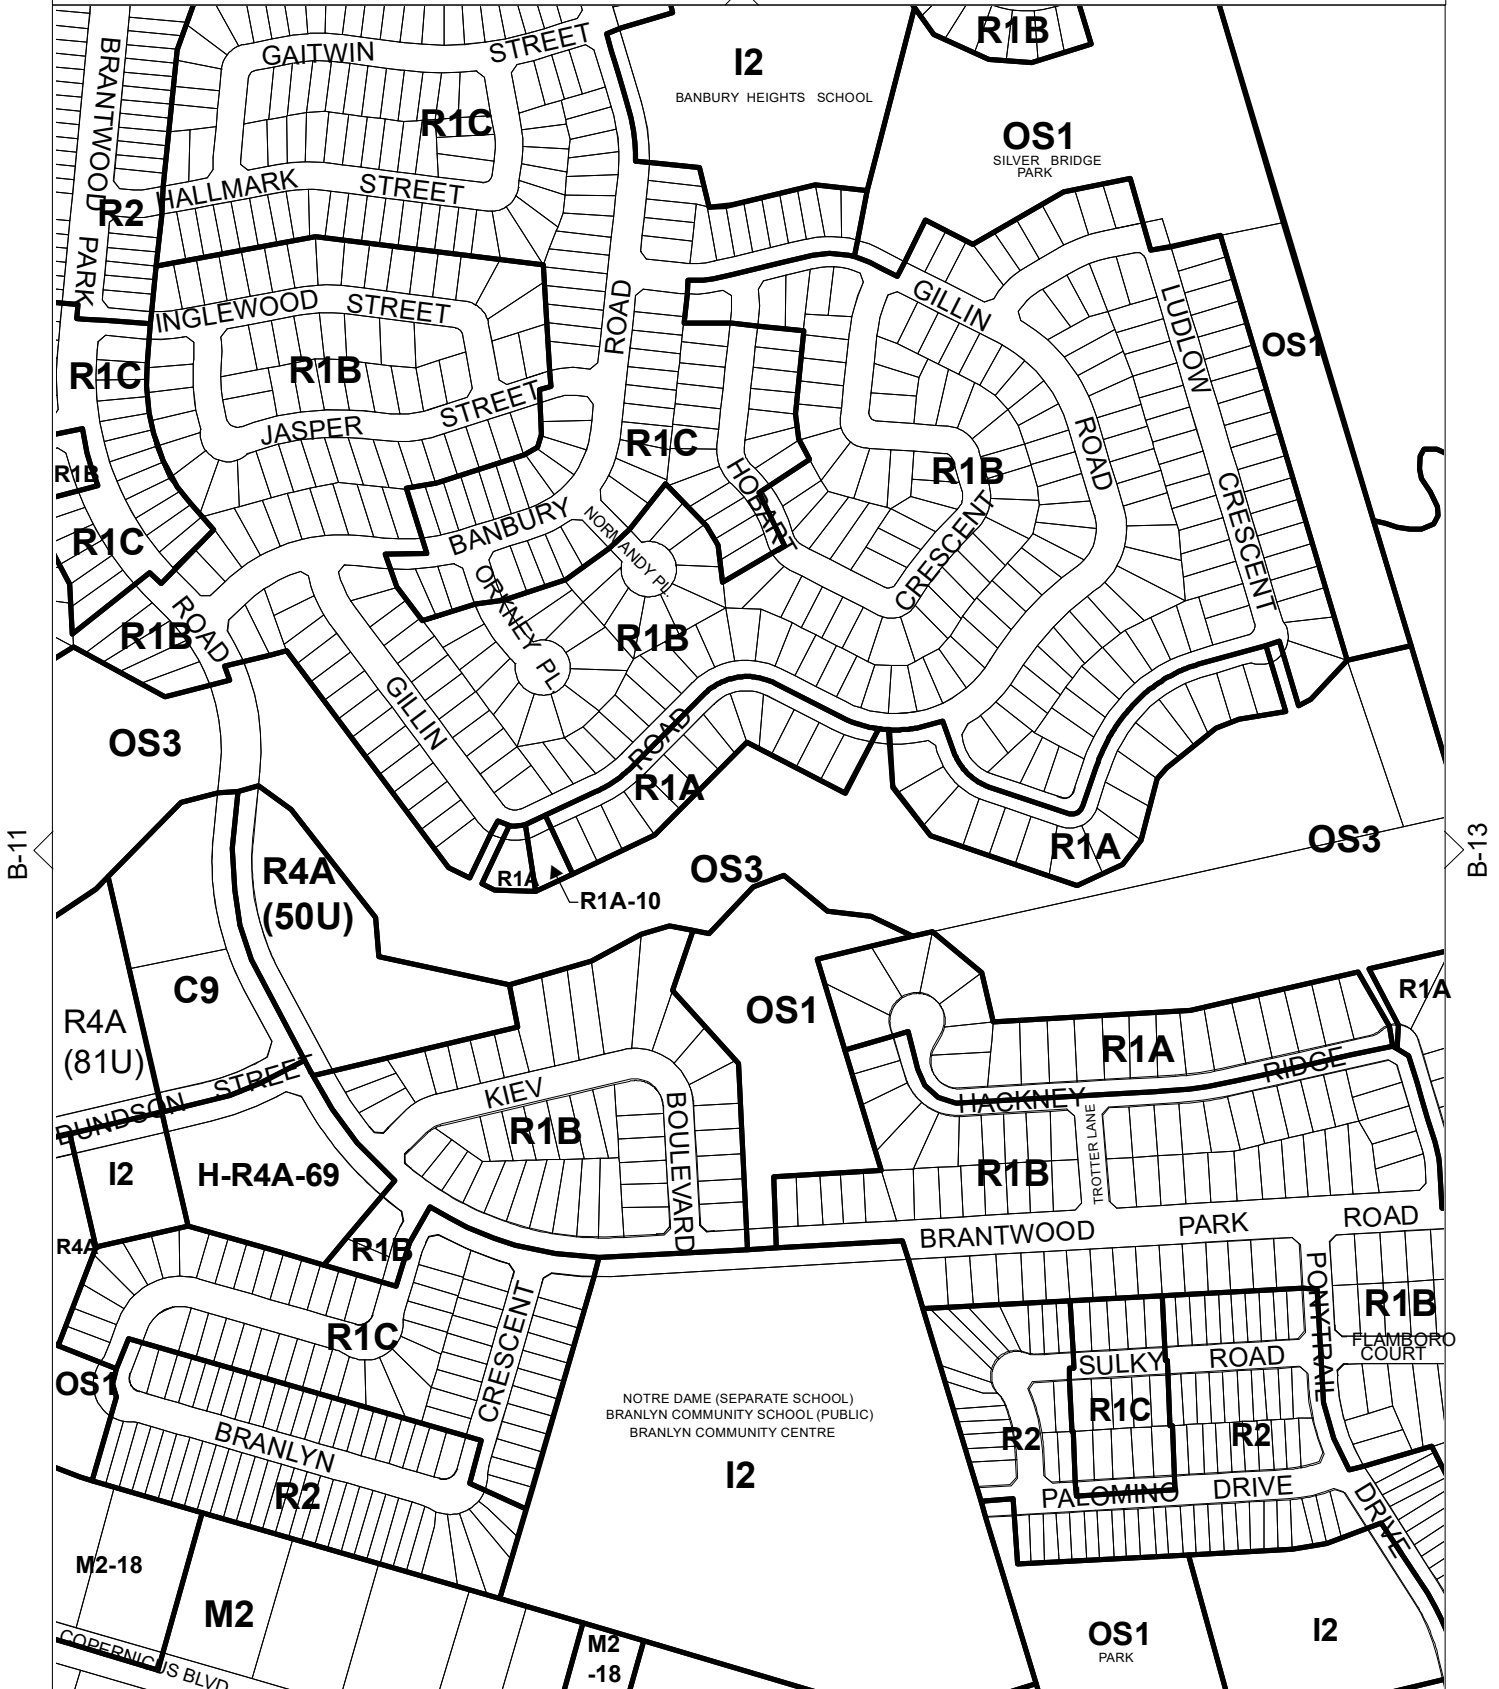 GAITWIN STREET
BRANTWOOD PARK
I2
BANBURY HEIGHTS SCHOOL
R1B
R1C
OS1
SILVER BRIDGE
PARK
HALLMARK STREET
R2
INGLEWOOD STREET
ROAD
GILLIN ROAD
LUDLOW CRESCENT
OS1
R1C
R1B
JASPER STREET
R1C
R1B
R1B
HOBART CRESCENT
R1C
BANBURY ROAD
NORMANDY PL.
ORKNEY PL.
R1B
R1B
GILLIN ROAD
OS3
R1A
R1A
OS3
B-11
B-13
R4A
(50U)
OS3
R1A
R1A-10
C9
OS1
R1A
R4A
(81U)
R1A
HACKNEY RIDGE
DUNDSON STREET
KIEV BOULEVARD
R1B
TROTTER LANE
R1B
I2
H-R4A-69
BRANTWOOD PARK ROAD
R4A
R1B
R1C
CRESCENT
PONYTRAIL DRIVE
R1B
FLAMBORO
COURT
SULKY ROAD
OS1
NOTRE DAME (SEPARATE SCHOOL)
BRANLYN COMMUNITY SCHOOL (PUBLIC)
BRANLYN COMMUNITY CENTRE
I2
R1C
R2
R2
BRANLYN
R2
PALOMINO DRIVE
M2-18
M2
M2
-18
OS1
PARK
I2
COPERNICUS BLVD